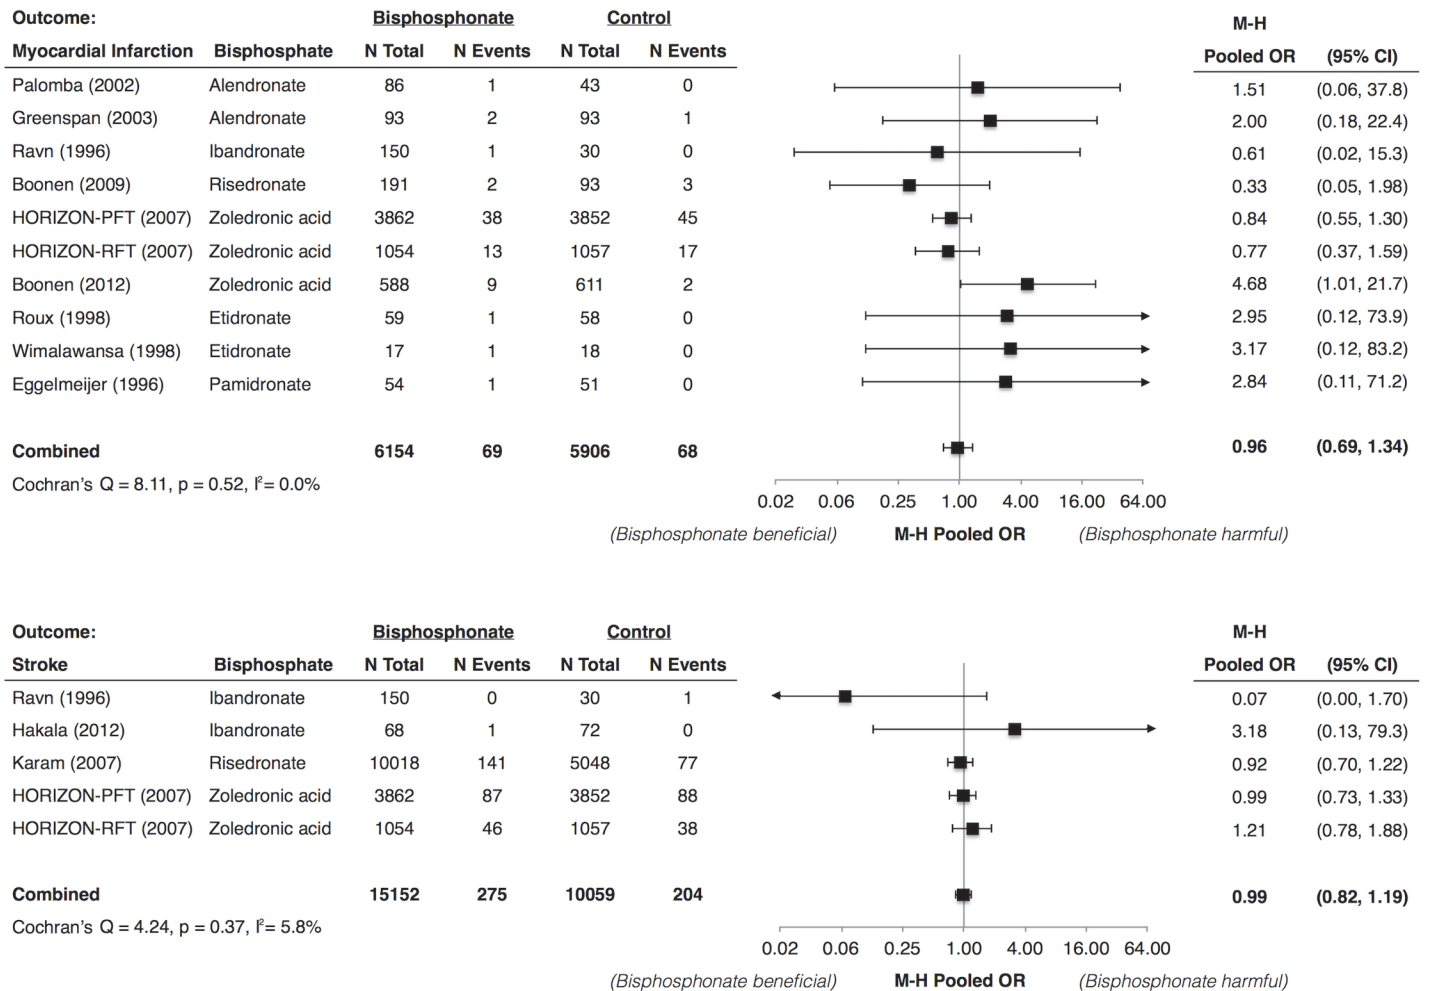 Outcome: Bisphosphonate Control M-H
Myocardial Infarction Bisphosphate N Total N Events N Total N Events Pooled OR (95% CI)
Palomba (2002) Alendronate 86 1 43 0 1.51 (0.06, 37.8)
Greenspan (2003) Alendronate 93 2 93 1 2.00 (0.18, 22.4)
Ravn (1996) Ibandronate 150 1 30 0 0.61 (0.02, 15.3)
Boonen (2009) Risedronate 191 2 93 3 0.33 (0.05, 1.98)
HORIZON-PFT (2007) Zoledronic acid 3862 38 3852 45 0.84 (0.55, 1.30)
HORIZON-RFT (2007) Zoledronic acid 1054 13 1057 17 0.77 (0.37, 1.59)
Boonen (2012) Zoledronic acid 588 9 611 2 4.68 (1.01, 21.7)
Roux (1998) Etidronate 59 1 58 0 2.95 (0.12, 73.9)
Wimalawansa (1998) Etidronate 17 1 18 0 3.17 (0.12, 83.2)
Eggelmeijer (1996) Pamidronate 54 1 51 0 2.84 (0.11, 71.2)
Combined 6154 69 5906 68 0.96 (0.69, 1.34)
Cochran's Q = 8.11, p = 0.52, I²= 0.0%
0.02 0.06 0.25 1.00 4.00 16.00 64.00
(Bisphosphonate beneficial) M-H Pooled OR (Bisphosphonate harmful)
Outcome: Bisphosphonate Control M-H
Stroke Bisphosphate N Total N Events N Total N Events Pooled OR (95% CI)
Ravn (1996) Ibandronate 150 0 30 1 0.07 (0.00, 1.70)
Hakala (2012) Ibandronate 68 1 72 0 3.18 (0.13, 79.3)
Karam (2007) Risedronate 10018 141 5048 77 0.92 (0.70, 1.22)
HORIZON-PFT (2007) Zoledronic acid 3862 87 3852 88 0.99 (0.73, 1.33)
HORIZON-RFT (2007) Zoledronic acid 1054 46 1057 38 1.21 (0.78, 1.88)
Combined 15152 275 10059 204 0.99 (0.82, 1.19)
Cochran's Q = 4.24, p = 0.37, I²= 5.8%
0.02 0.06 0.25 1.00 4.00 16.00 64.00
(Bisphosphonate beneficial) M-H Pooled OR (Bisphosphonate harmful)